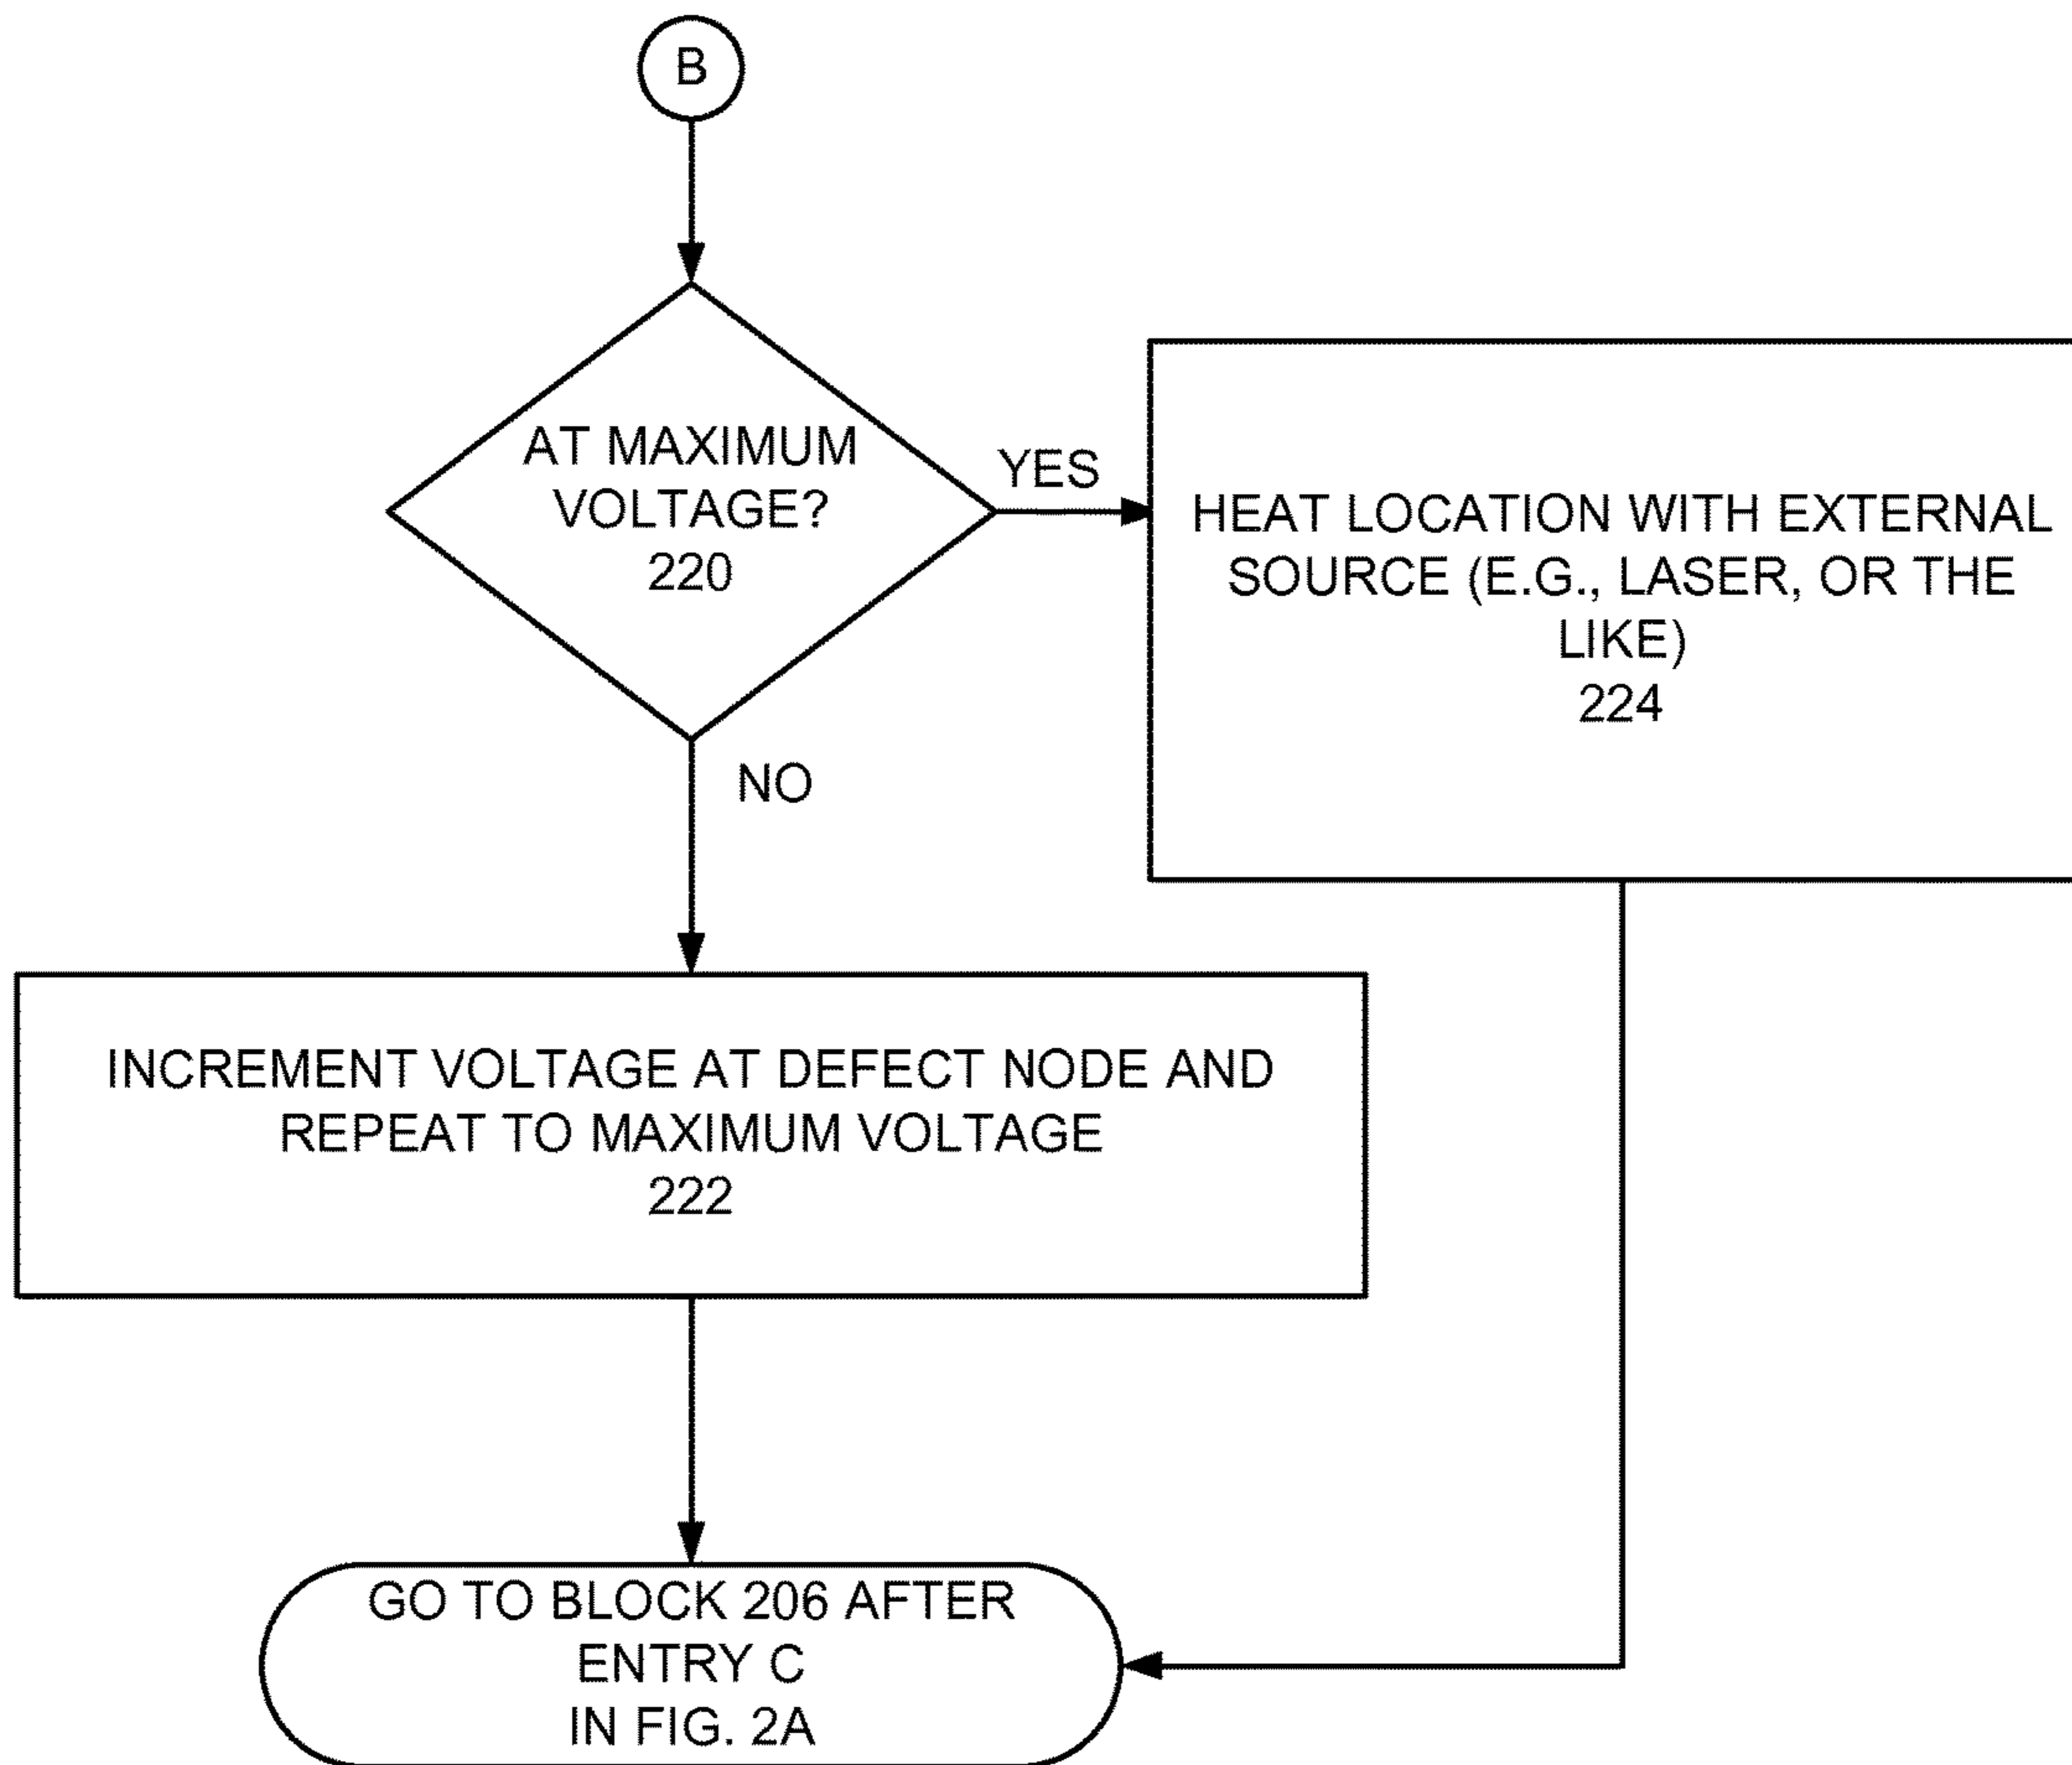 B
AT MAXIMUM
VOLTAGE?
220
YES
HEAT LOCATION WITH EXTERNAL
SOURCE (E.G., LASER, OR THE
LIKE)
224
NO
INCREMENT VOLTAGE AT DEFECT NODE AND
REPEAT TO MAXIMUM VOLTAGE
222
GO TO BLOCK 206 AFTER
ENTRY C
IN FIG. 2A